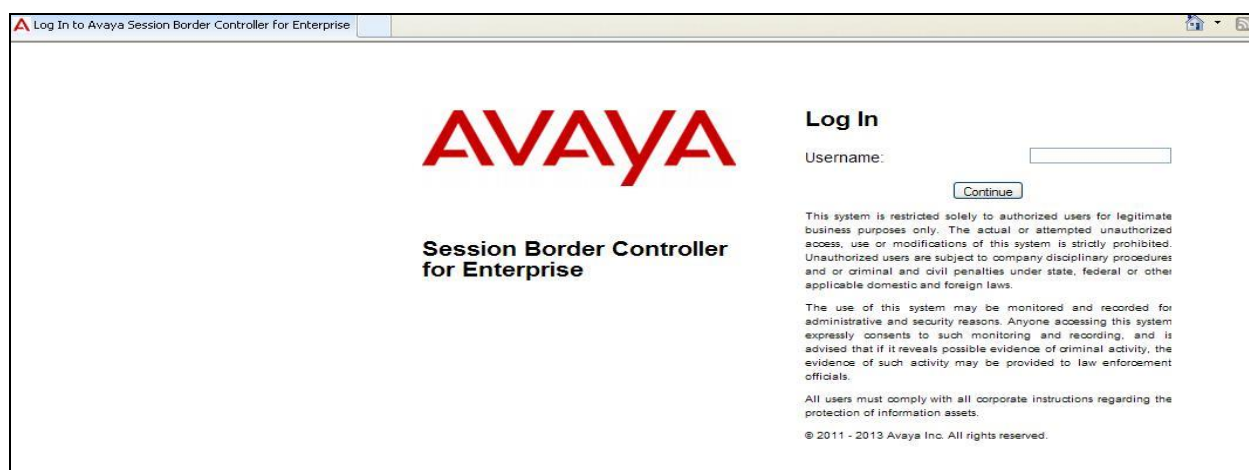 Log In to Avaya Session Border Controller for Enterprise
AVAYA
Session Border Controller
for Enterprise
Log In
Username:
Continue
This system is restricted solely to authorized users for legitimate
business purposes only. The actual or attempted unauthorized
access, use or modifications of this system is strictly prohibited.
Unauthorized users are subject to company disciplinary procedures
and or criminal and civil penalties under state, federal or other
applicable domestic and foreign laws.
The use of this system may be monitored and recorded for
administrative and security reasons. Anyone accessing this system
expressly consents to such monitoring and recording, and is
advised that if it reveals possible evidence of criminal activity, the
evidence of such activity may be provided to law enforcement
officials.
All users must comply with all corporate instructions regarding the
protection of information assets.
© 2011 - 2013 Avaya Inc. All rights reserved.